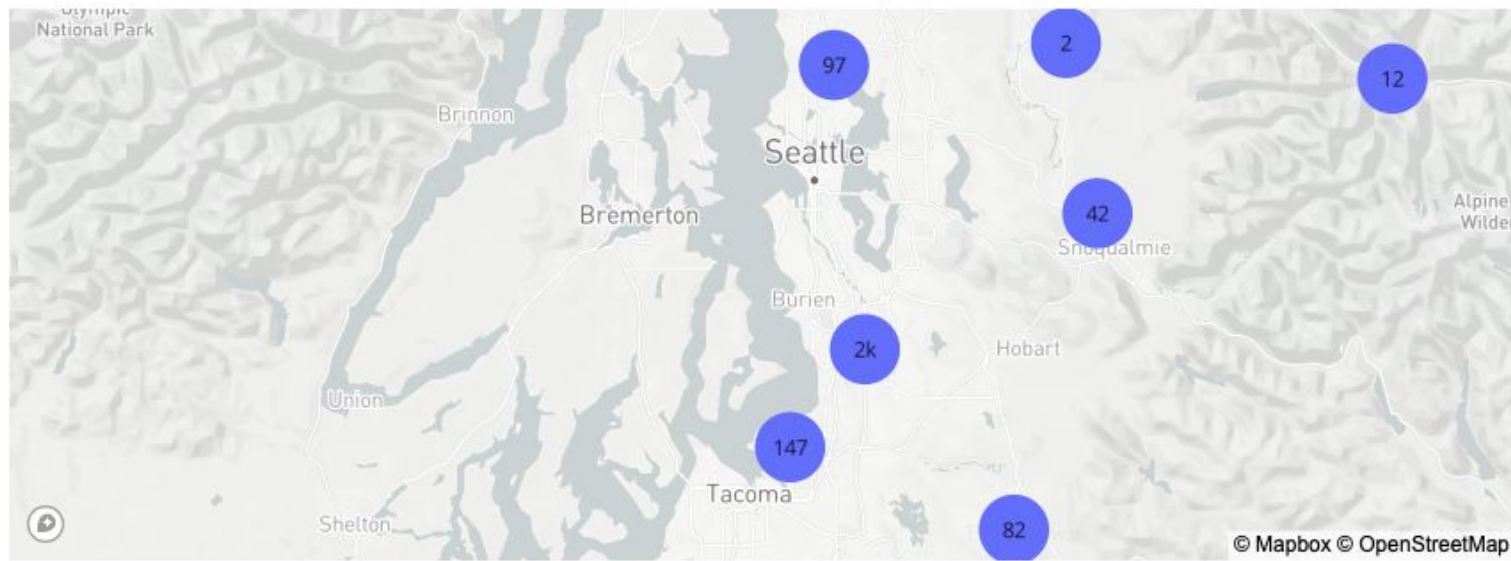 Olympic
National Park
97
2
12
Brinnon
Seattle
Bremerton
42
Alpine
Wilde
Snoqualmie
Burien
2k
Hobart
Union
147
Tacoma
Shelton
82
© Mapbox © OpenStreetMap